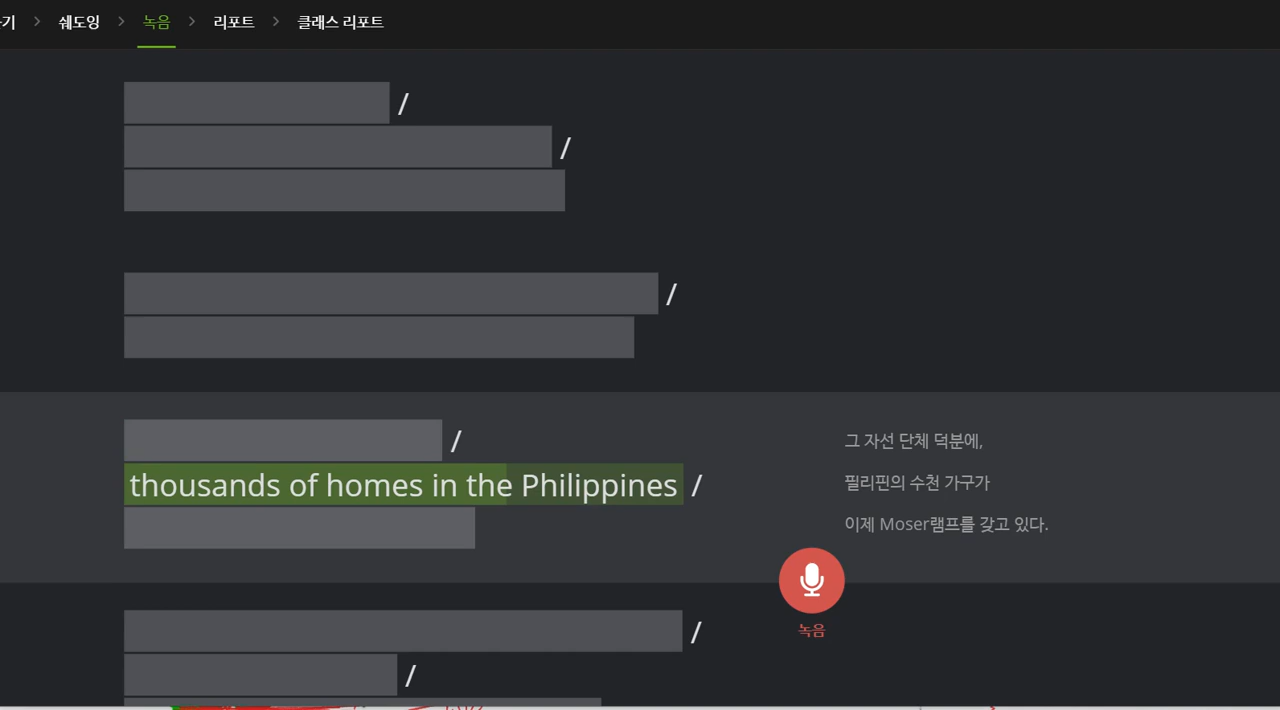 기 > 쉐도잉 > 녹음 > 리포트 > 클래스 리포트
/
/
/
/
thousands of homes in the Philippines /
그 자선 단체 덕분에,
필리핀의 수천 가구가
이제 Moser램프를 갖고 있다.
녹음
/
/